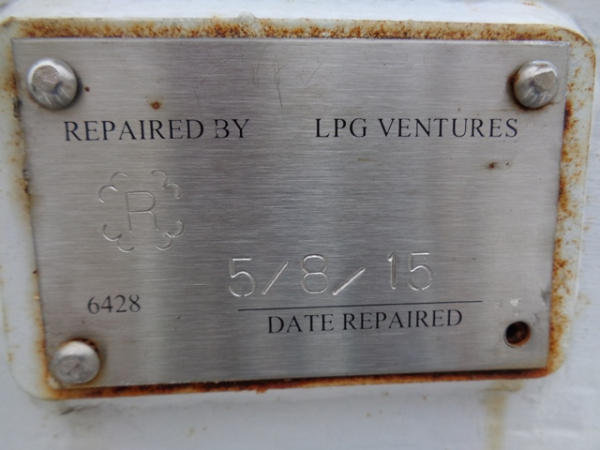 REPAIRED BY LPG VENTURES
R
5/8/15
6428
DATE REPAIRED